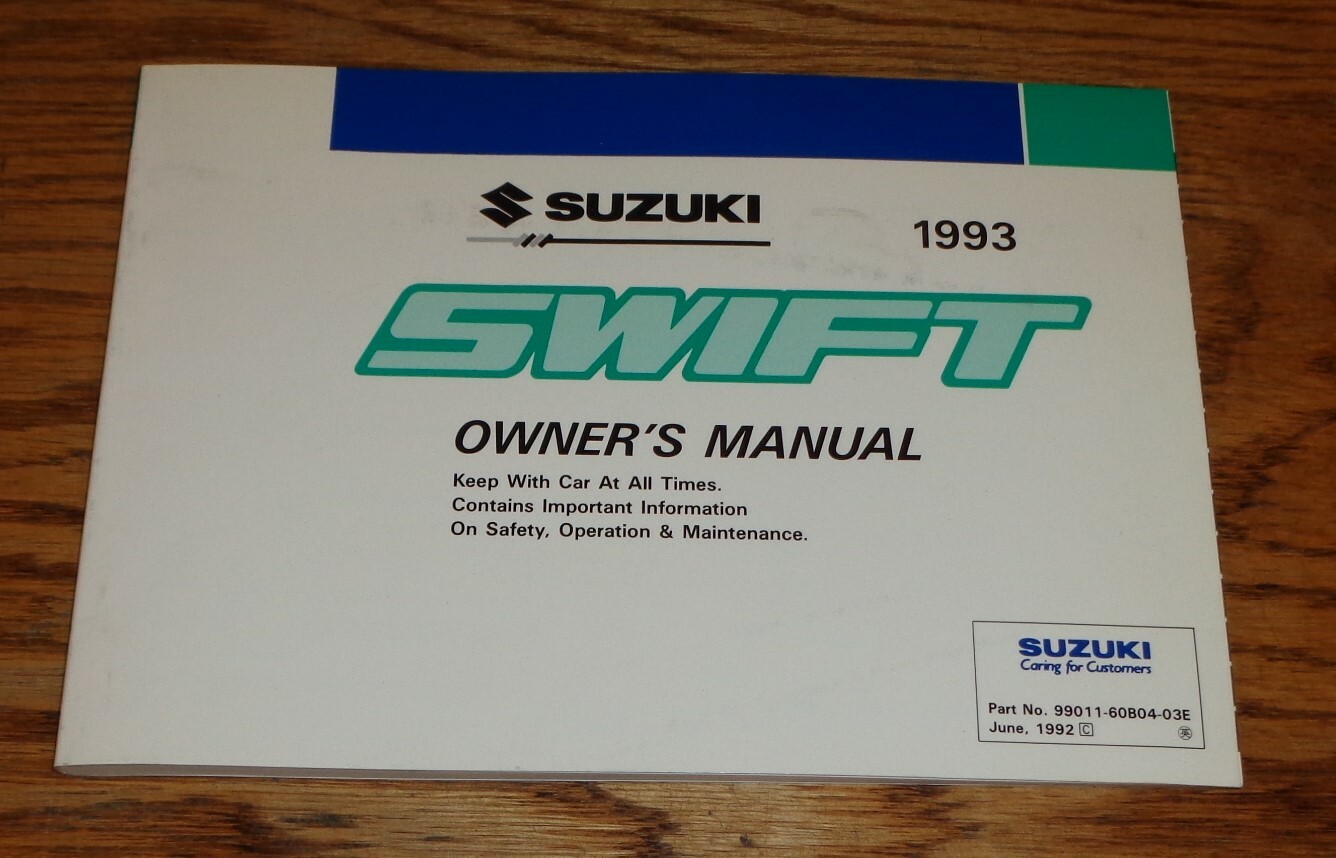 SUZUKI
1993
SWIFT
OWNER'S MANUAL
Keep With Car At All Times.
Contains Important Information
On Safety, Operation & Maintenance.
SUZUKI
Caring for Customers
Part No. 99011-60B04-03E
June, 1992 C
英